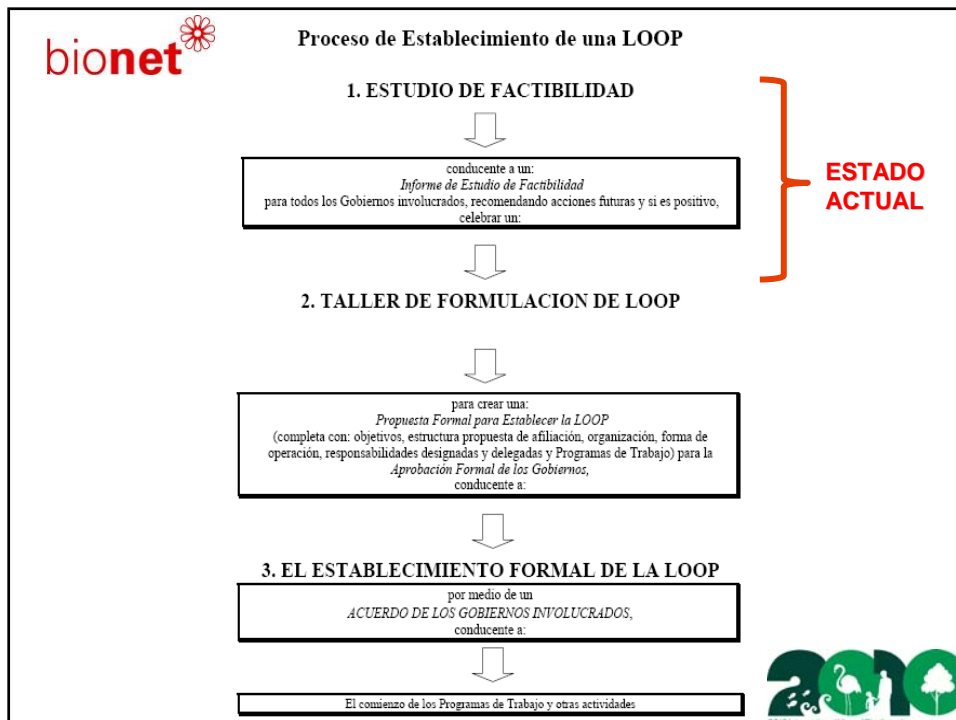 bionet
Proceso de Establecimiento de una LOOP
1. ESTUDIO DE FACTIBILIDAD
conducente a un:
Informe de Estudio de Factibilidad
para todos los Gobiernos involucrados, recomendando acciones futuras y si es positivo,
celebrar un:
ESTADO
ACTUAL
2. TALLER DE FORMULACION DE LOOP
para crear una:
Propuesta Formal para Establecer la LOOP
(completa con: objetivos, estructura propuesta de afiliación, organización, forma de
operación, responsabilidades designadas y delegadas y Programas de Trabajo) para la
Aprobación Formal de los Gobiernos,
conducente a:
3. EL ESTABLECIMIENTO FORMAL DE LA LOOP
por medio de un
ACUERDO DE LOS GOBIERNOS INVOLUCRADOS,
conducente a:
El comienzo de los Programas de Trabajo y otras actividades
2010